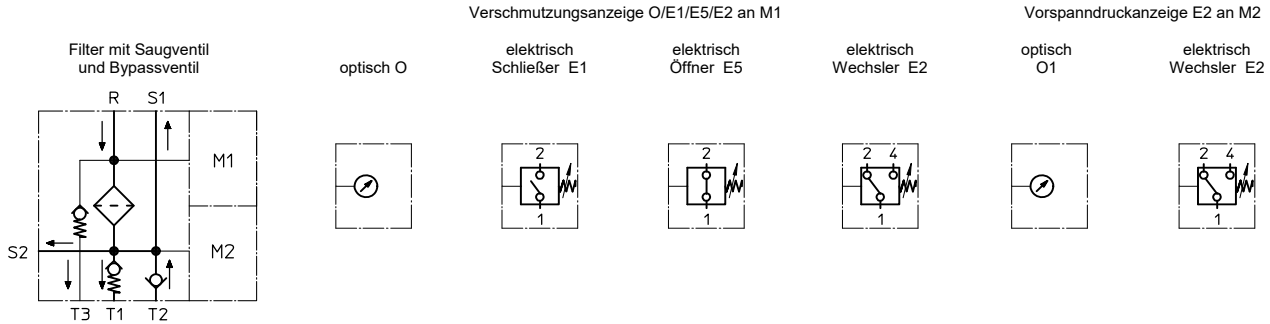 Verschmutzungsanzeige O/E1/E5/E2 an M1
Vorspanndruckanzeige E2 an M2
Filter mit Saugventil
und Bypassventil
optisch O
elektrisch
Schließer E1
elektrisch
Öffner E5
elektrisch
Wechsler E2
optisch
O1
elektrisch
Wechsler E2
R S1
M1
M2
S2
T3 T1 T2
2
1
2
1
2 4
1
2 4
1